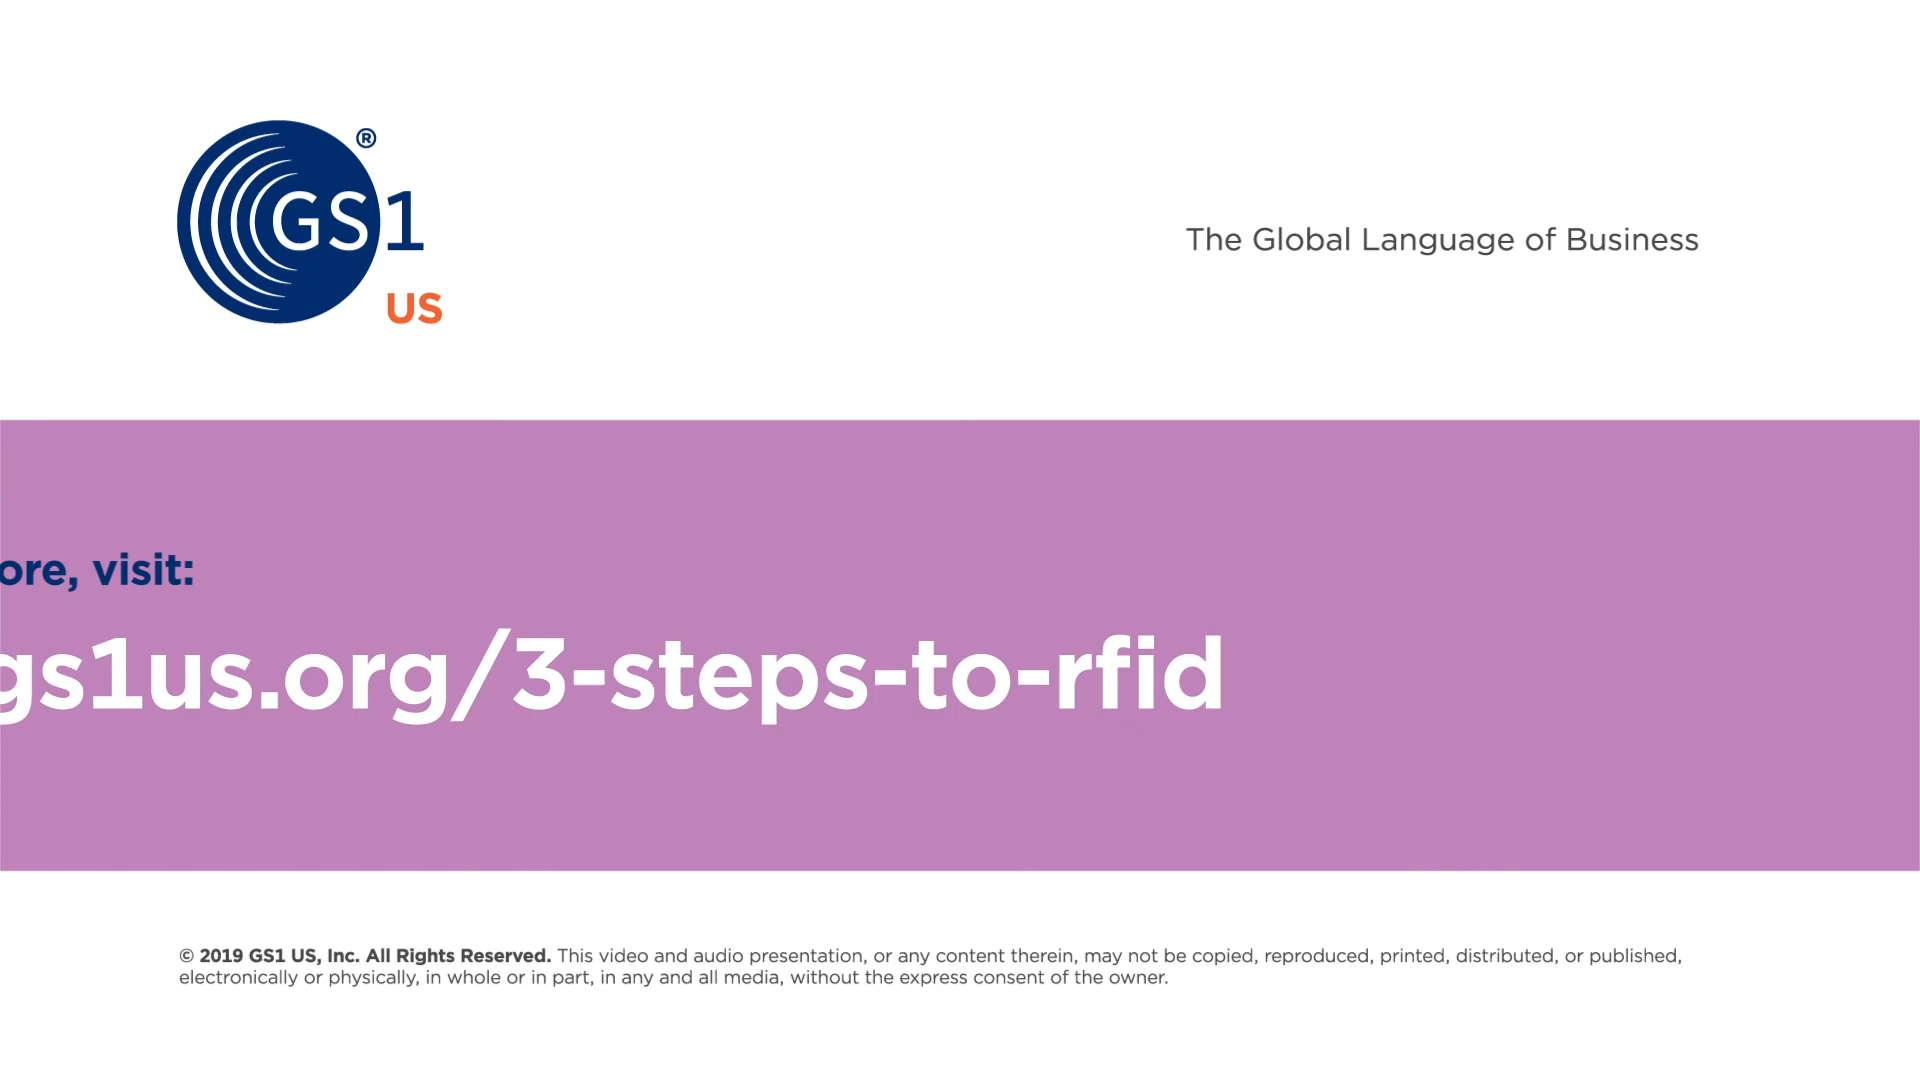 GS1®
US
The Global Language of Business
ore, visit:
gs1us.org/3-steps-to-rfid
© 2019 GS1 US, Inc. All Rights Reserved. This video and audio presentation, or any content therein, may not be copied, reproduced, printed, distributed, or published,
electronically or physically, in whole or in part, in any and all media, without the express consent of the owner.